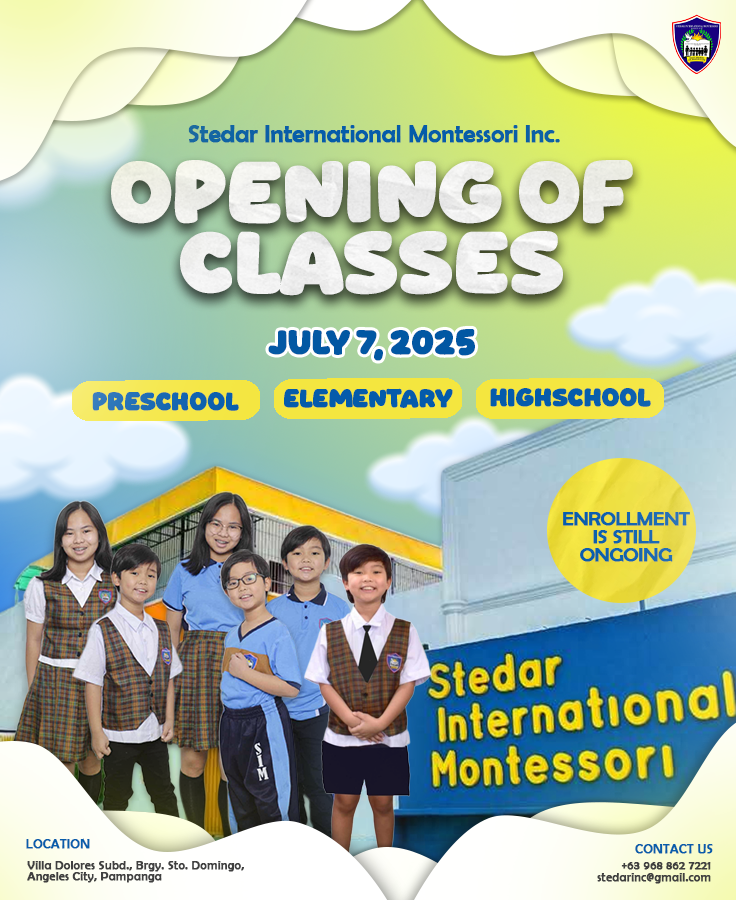 Stedar International Montessori Inc.
OPENING OF
CLASSES
JULY 7, 2025
PRESCHOOL
ELEMENTARY
HIGHSCHOOL
ENROLLMENT
IS STILL
ONGOING
Stedar
International
Montessori
SIM
LOCATION
Villa Dolores Subd., Brgy. Sto. Domingo,
Angeles City, Pampanga
CONTACT US
+63 968 862 7221
stedarinc@gmail.com